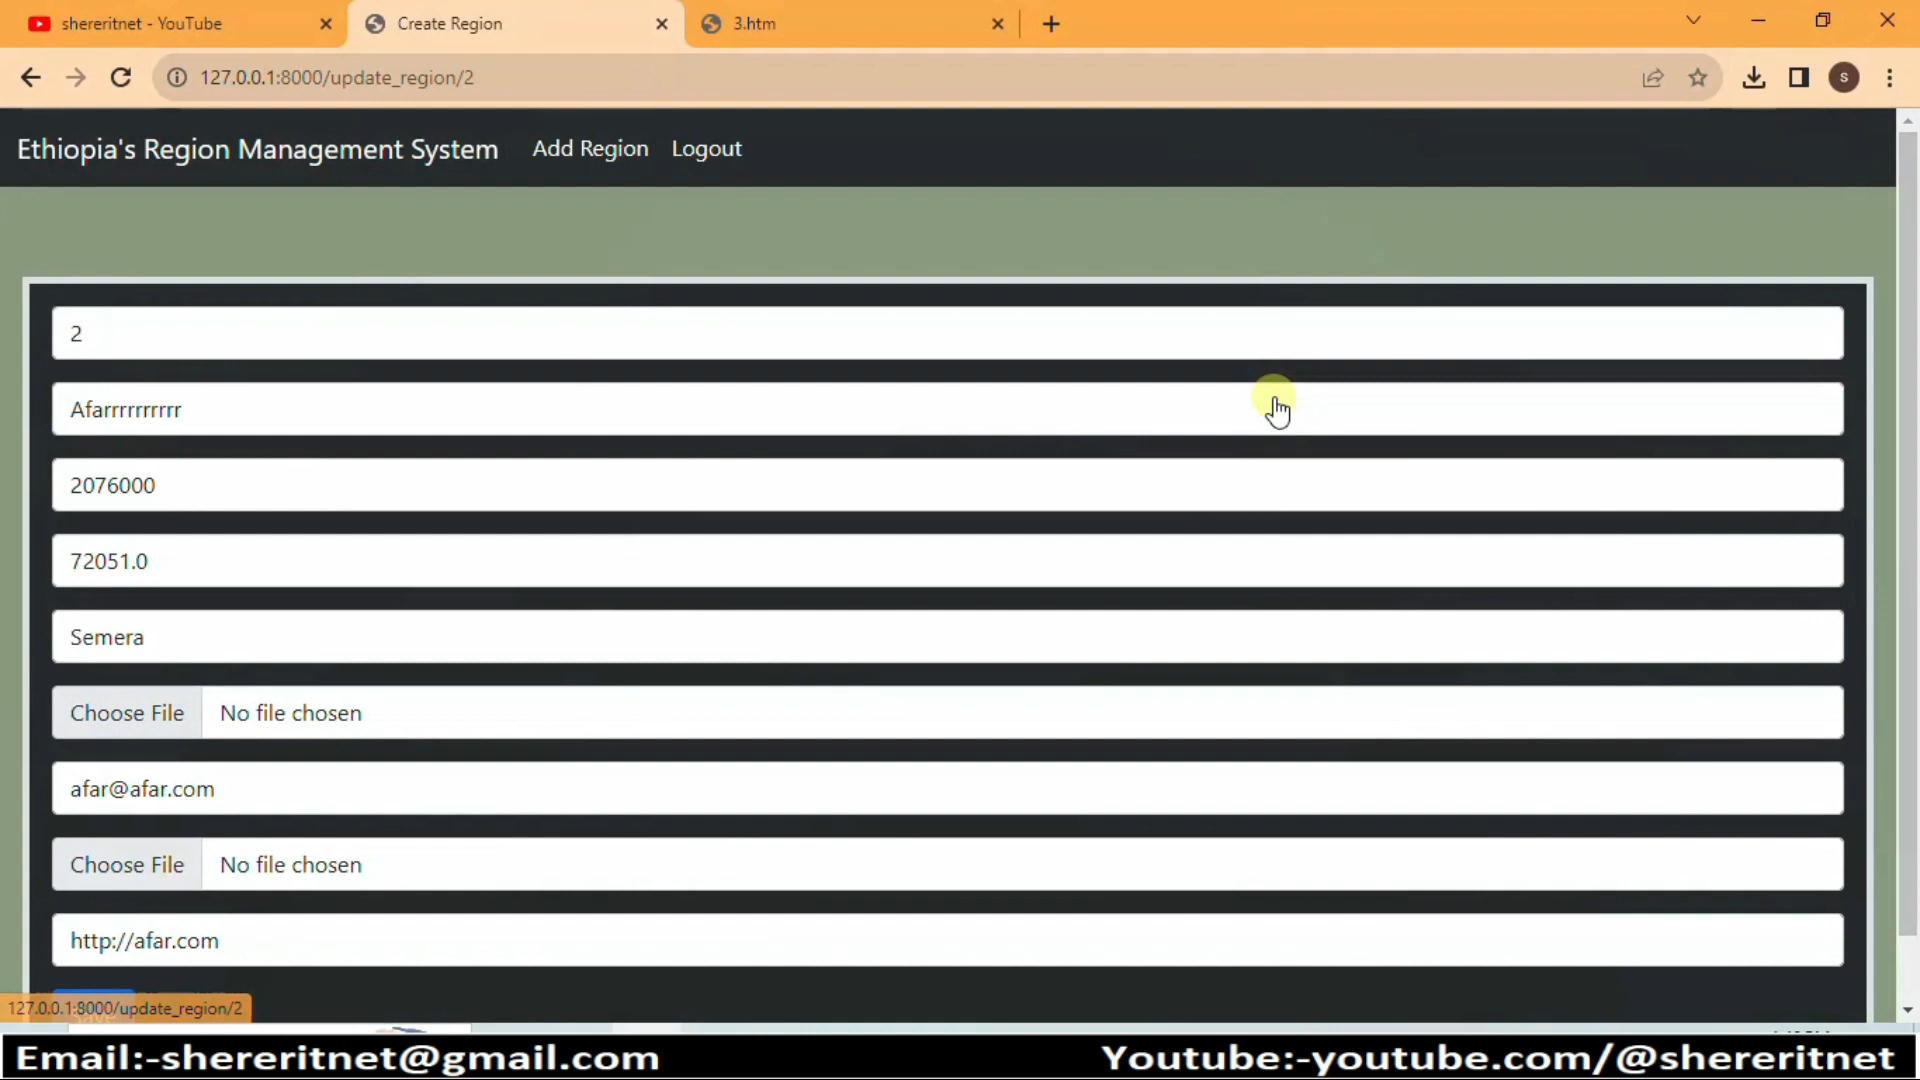 shereritnet - YouTube
Create Region
3.htm
127.0.0.1:8000/update_region/2
S
Ethiopia's Region Management System
Add Region
Logout
2
Afarrrrrrrrrr
2076000
72051.0
Semera
Choose File No file chosen
afar@afar.com
Choose File No file chosen
http://afar.com
127.0.0.1:8000/update_region/2
Email:-shereritnet@gmail.com
Youtube:-youtube.com/@shereritnet